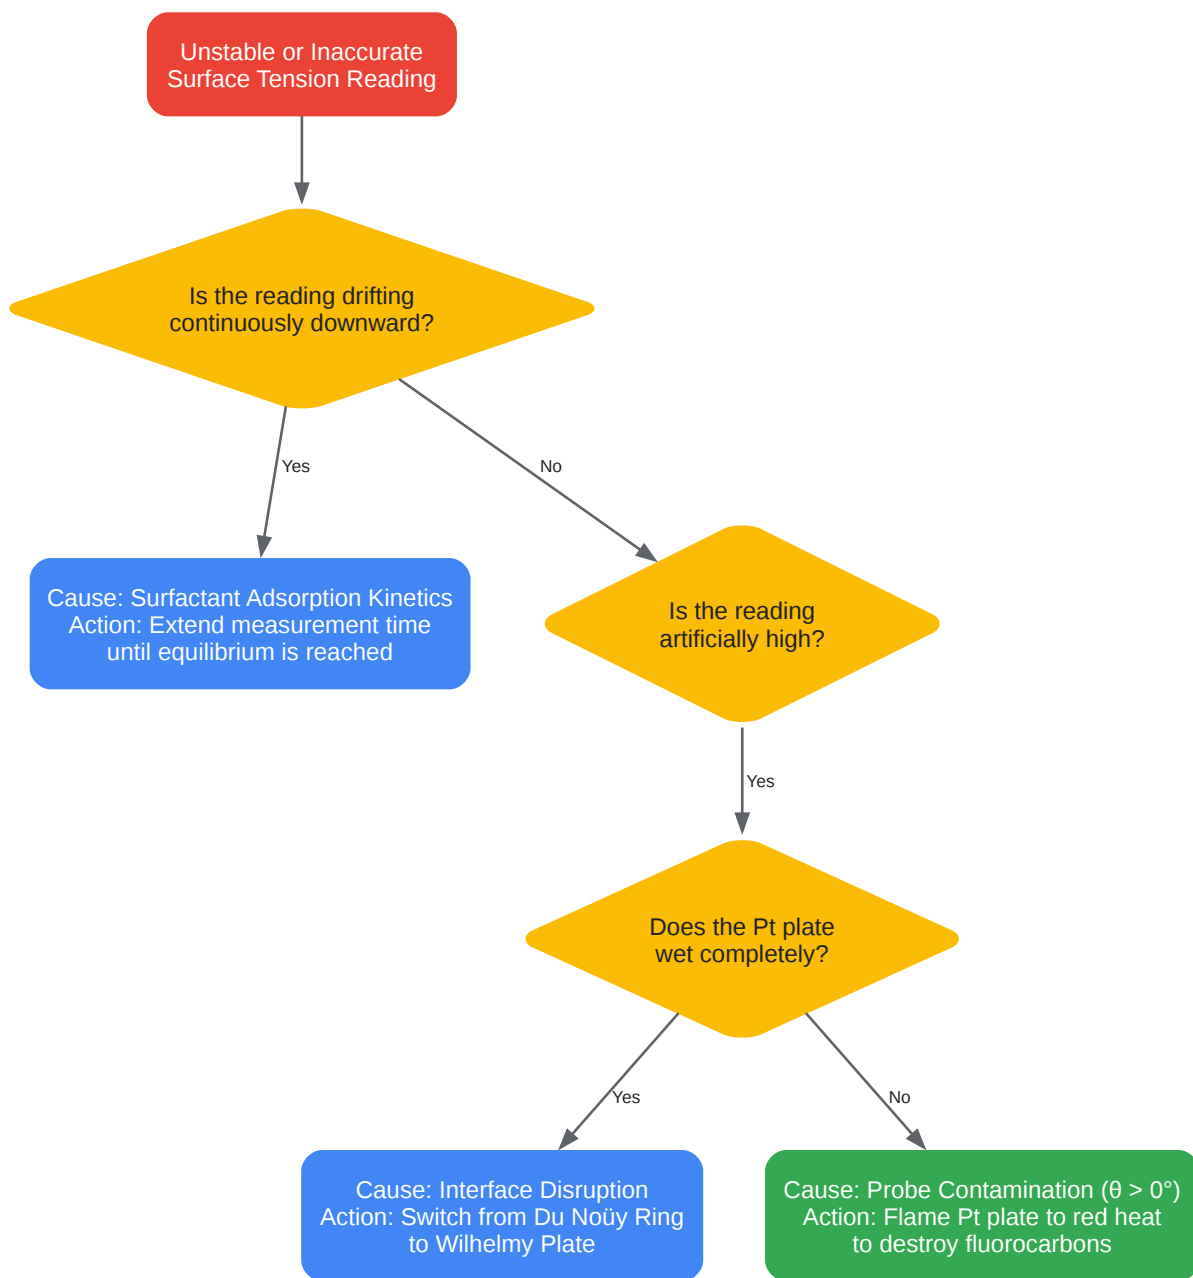 Unstable or Inaccurate
Surface Tension Reading
Is the reading drifting
continuously downward?
Yes
No
Cause: Surfactant Adsorption Kinetics
Action: Extend measurement time
until equilibrium is reached
Is the reading
artificially high?
Yes
Does the Pt plate
wet completely?
Yes
No
Cause: Interface Disruption
Action: Switch from Du Noüy Ring
to Wilhelmy Plate
Cause: Probe Contamination (θ > 0°)
Action: Flame Pt plate to red heat
to destroy fluorocarbons